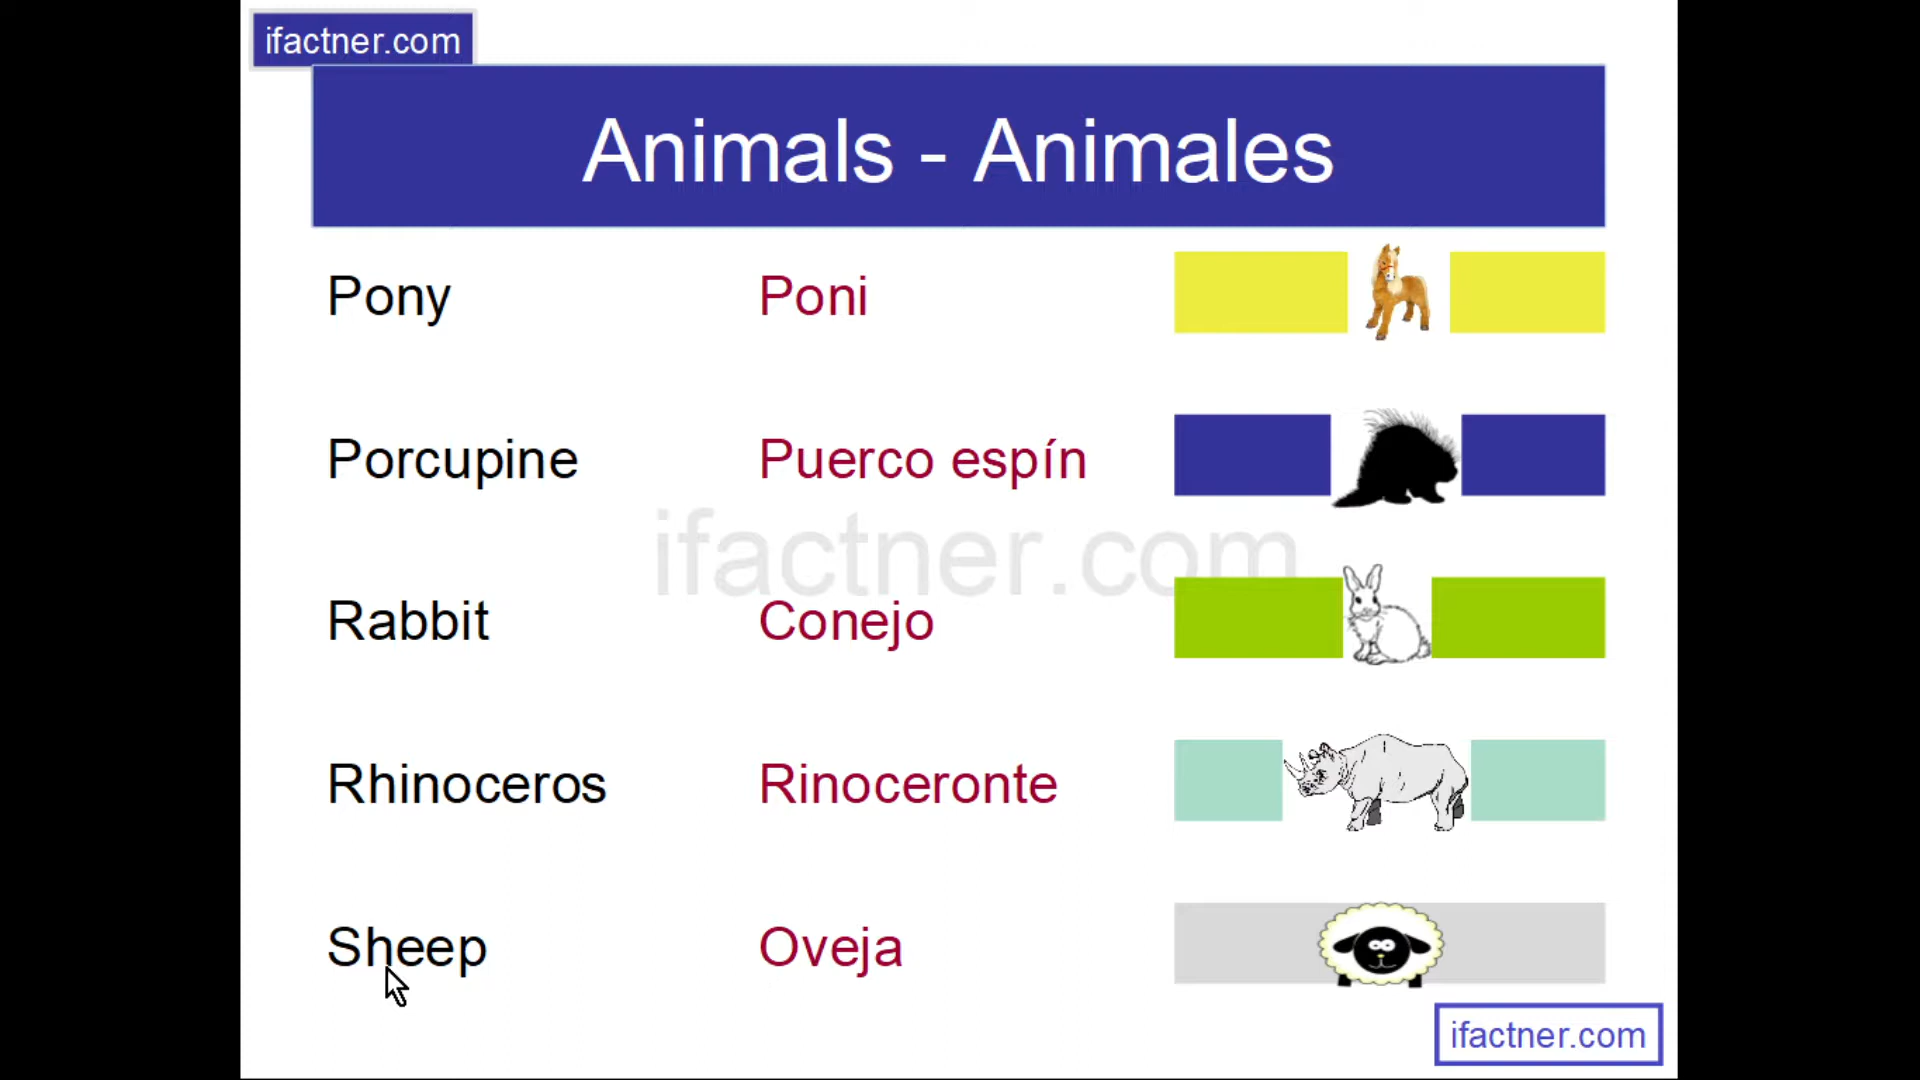 ifactner.com
Animals - Animales
Pony Poni
Porcupine Puerco espín
ifactner.com
Rabbit Conejo
Rhinoceros Rinoceronte
Sheep Oveja
ifactner.com